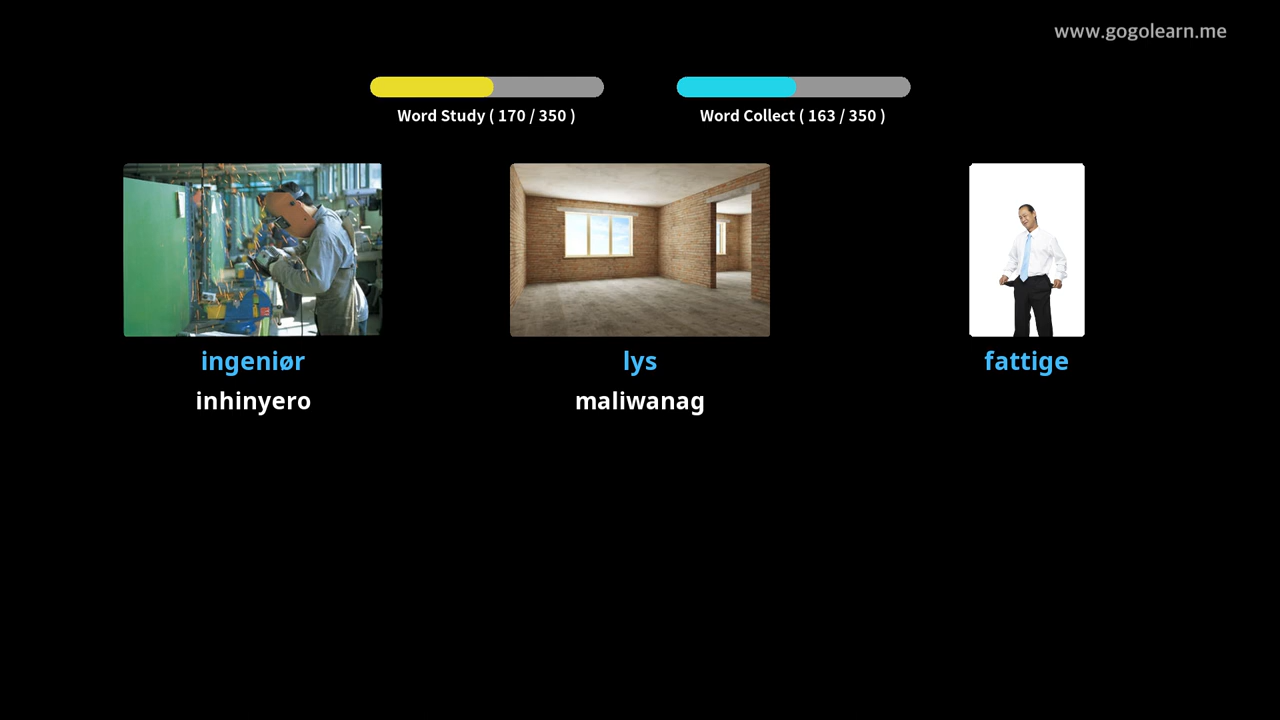 www.gogolearn.me
Word Study ( 170 / 350 )
Word Collect ( 163 / 350 )
ingeniør
inhinyero
lys
maliwanag
fattige